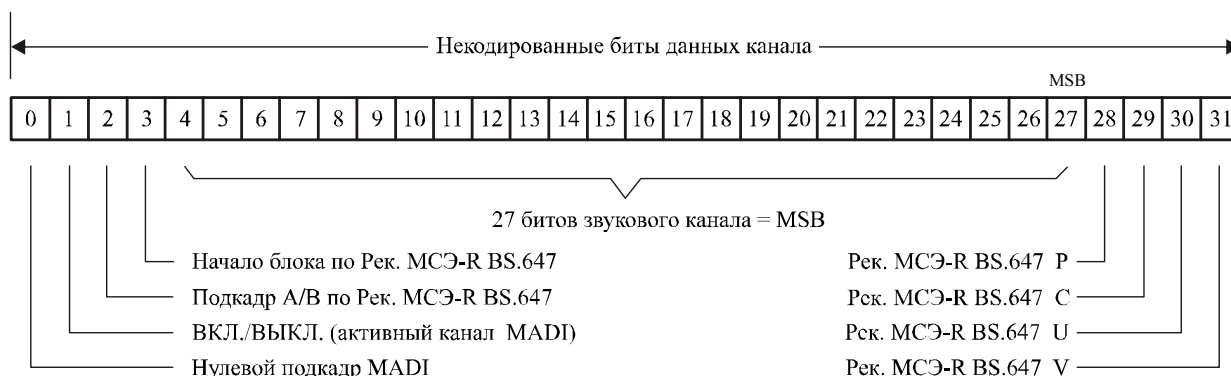 Некодированные биты данных канала
MSB
0 1 2 3 4 5 6 7 8 9 10 11 12 13 14 15 16 17 18 19 20 21 22 23 24 25 26 27 28 29 30 31
27 битов звукового канала = MSB
Начало блока по Рек. МСЭ-R BS.647
Подкадр A/B по Рек. МСЭ-R BS.647
ВКЛ./ВЫКЛ. (активный канал MADI)
Нулевой подкадр MADI
Рек. МСЭ-R BS.647 P
Рек. МСЭ-R BS.647 C
Рек. МСЭ-R BS.647 U
Рек. МСЭ-R BS.647 V